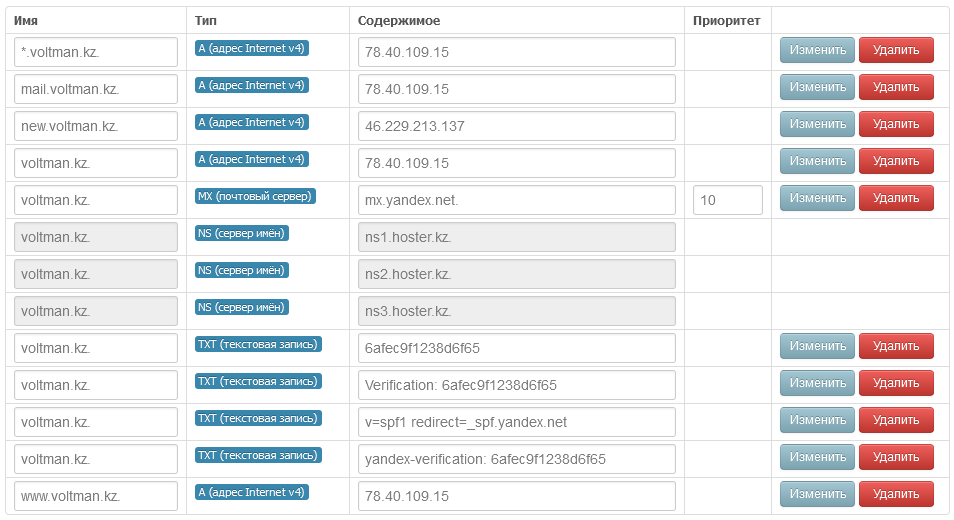 Имя Тип Содержимое Приоритет
*.voltman.kz. A (адрес Internet v4) 78.40.109.15 Изменить Удалить
mail.voltman.kz. A (адрес Internet v4) 78.40.109.15 Изменить Удалить
new.voltman.kz. A (адрес Internet v4) 46.229.213.137 Изменить Удалить
voltman.kz. A (адрес Internet v4) 78.40.109.15 Изменить Удалить
voltman.kz. MX (почтовый сервер) mx.yandex.net. 10 Изменить Удалить
voltman.kz. NS (сервер имён) ns1.hoster.kz.
voltman.kz. NS (сервер имён) ns2.hoster.kz.
voltman.kz. NS (сервер имён) ns3.hoster.kz.
voltman.kz. TXT (текстовая запись) 6afec9f1238d6f65 Изменить Удалить
voltman.kz. TXT (текстовая запись) Verification: 6afec9f1238d6f65 Изменить Удалить
voltman.kz. TXT (текстовая запись) v=spf1 redirect=_spf.yandex.net Изменить Удалить
voltman.kz. TXT (текстовая запись) yandex-verification: 6afec9f1238d6f65 Изменить Удалить
www.voltman.kz. A (адрес Internet v4) 78.40.109.15 Изменить Удалить